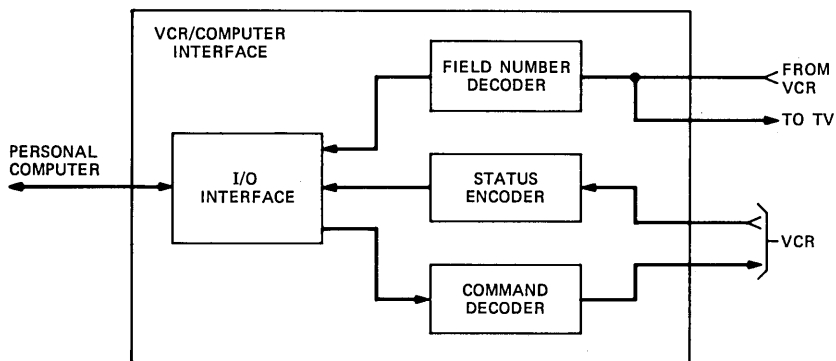 VCR/COMPUTER
INTERFACE
FIELD NUMBER
DECODER
FROM
VCR
TO TV
PERSONAL
COMPUTER
I/O
INTERFACE
STATUS
ENCODER
VCR
COMMAND
DECODER